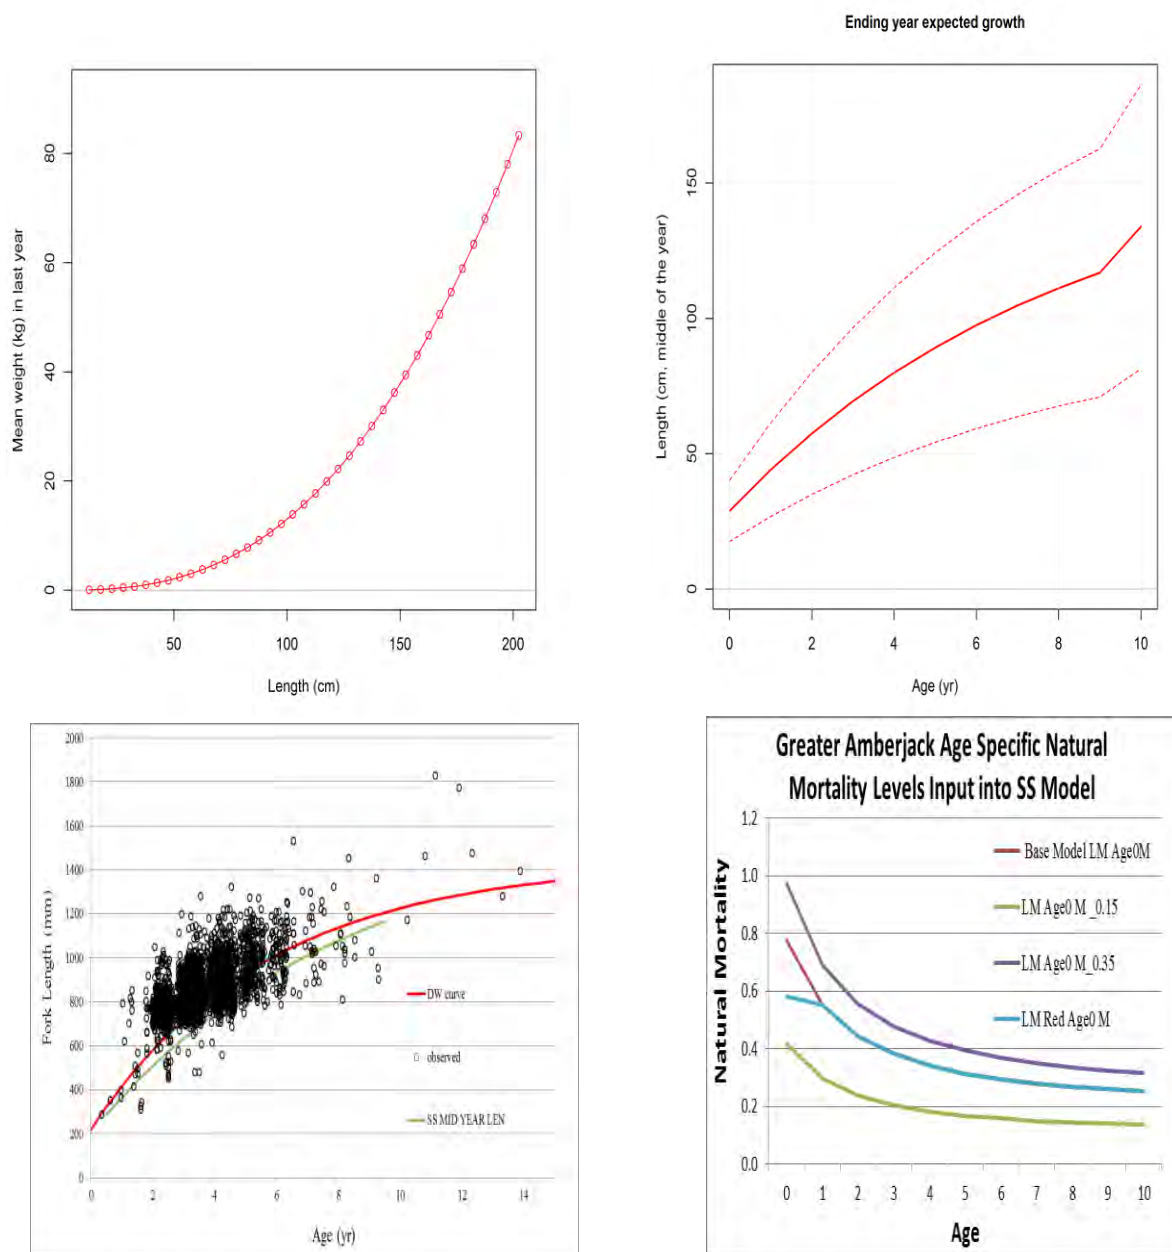 Ending year expected growth
Mean weight (kg) in last year
80
60
40
20
0
50 100 150 200
Length (cm)
Length (cm, middle of the year)
150
100
50
0
0 2 4 6 8 10
Age (yr)
Fork Length (mm)
2000
1800
1600
1400
1200
1000
800
600
400
200
0
DW curve
observed
SS MID YEAR LEN
0 2 4 6 8 10 12 14
Age (yr)
Greater Amberjack Age Specific Natural
Mortality Levels Input into SS Model
Natural Mortality
1.2
1.0
0.8
0.6
0.4
0.2
0.0
Base Model LM Age0M
LM Age0 M_0.15
LM Age0 M_0.35
LM Red Age0 M
0 1 2 3 4 5 6 7 8 9 10
Age